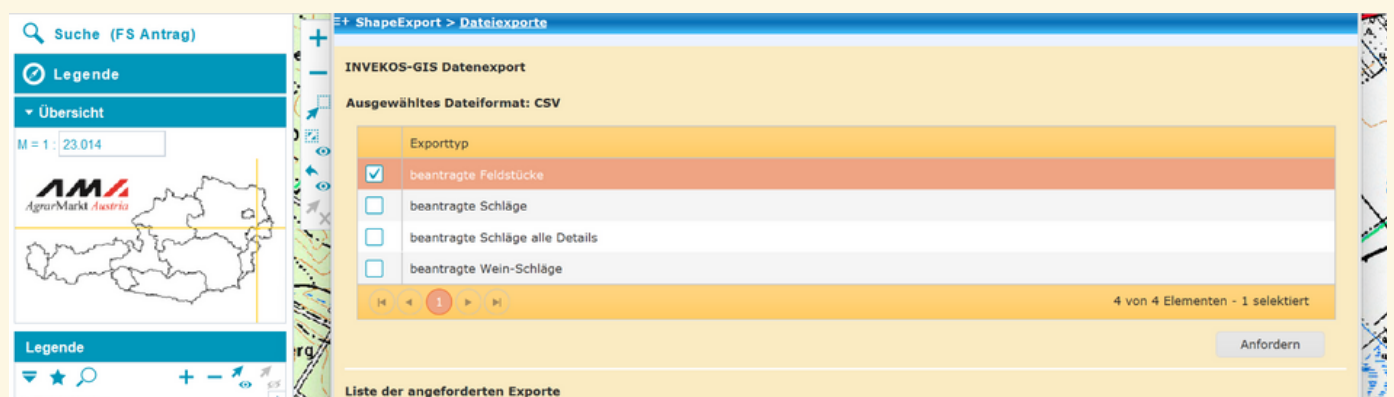 Suche (FS Antrag)
Legende
Übersicht
M = 1 : 23.014
AMA
AgrarMarkt Austria
Legende
ShapeExport > Dateiexporte
INVEKOS-GIS Datenexport
Ausgewähltes Dateiformat: CSV
Exporttyp
beantragte Feldstücke
beantragte Schläge
beantragte Schläge alle Details
beantragte Wein-Schläge
1
4 von 4 Elementen - 1 selektiert
Anfordern
Liste der angeforderten Exporte